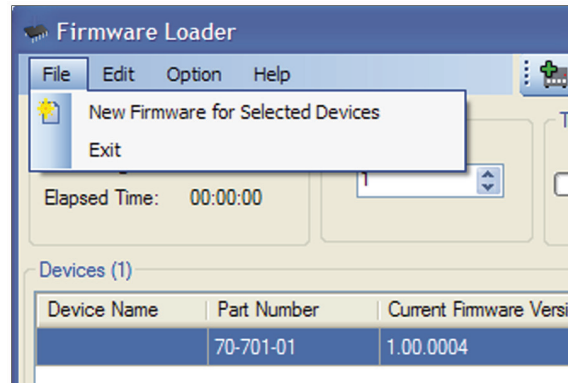 Firmware Loader
File Edit Option Help
New Firmware for Selected Devices
Exit
1
Elapsed Time: 00:00:00
Devices (1)
Device Name Part Number Current Firmware
70-701-01 1.00.0004